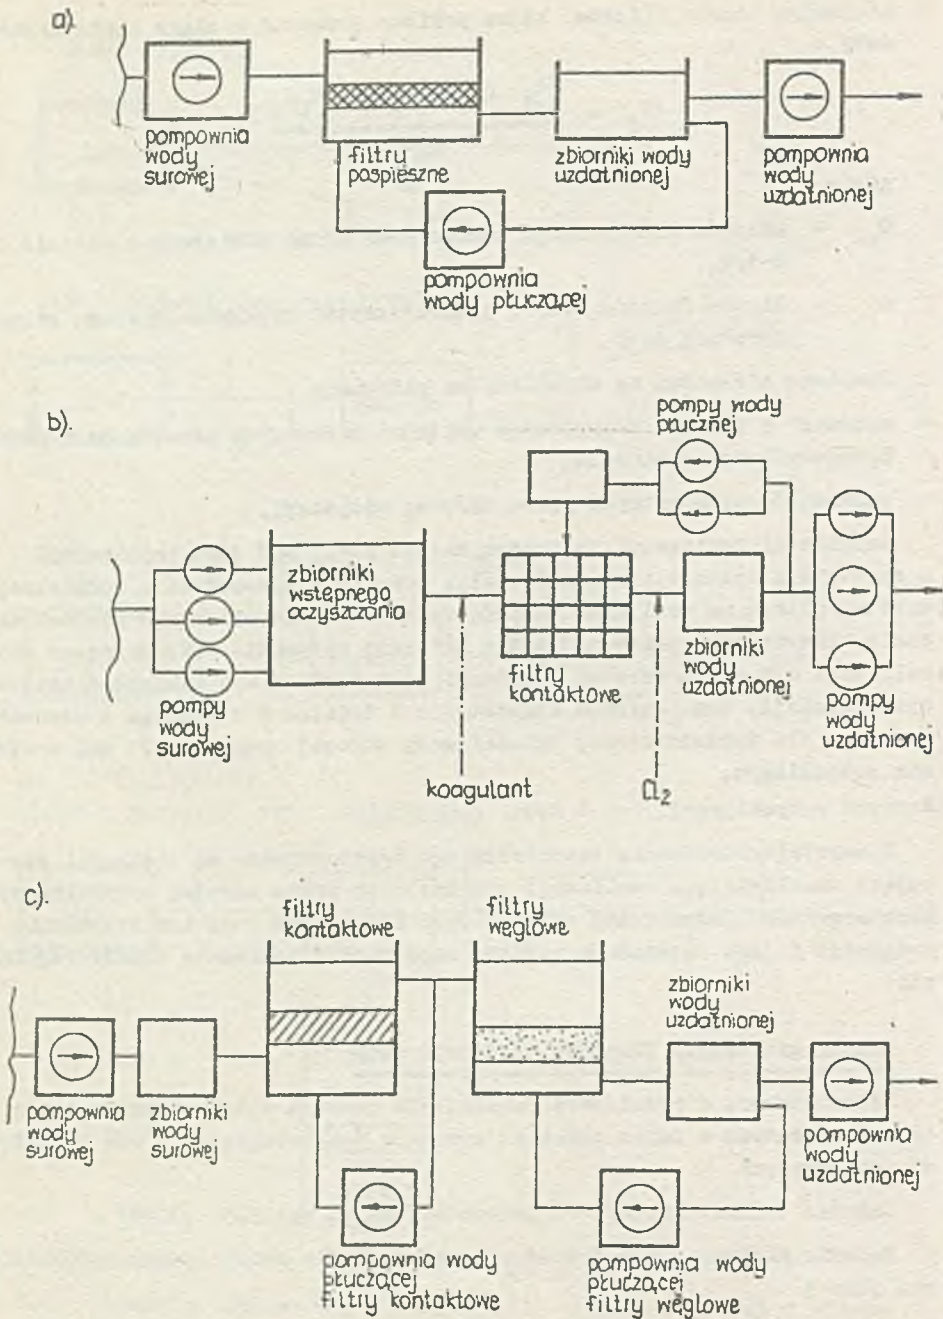 a).
pompownia
wody
surowej
filtry
pospieszne
zbiorniki wody
uzdatnionej
pompownia
wody
uzdatnionej
pompownia
wody płuczącej
b).
pompy wody
płucznej
zbiorniki
wstępnego
oczyszczania
pompy
wody
surowej
filtry
kontaktowe
zbiorniki
wody
uzdatnionej
pompy
wody
uzdatnionej
koagulant
Cl2
c).
filtry
kontaktowe
filtry
węglowe
zbiorniki
wody
uzdatnionej
pompownia
wody
surowej
zbiorniki
wody
surowej
pompownia
wody
uzdatnionej
pompownia wody
płuczącej
filtry kontaktowe
pompownia wody
płuczącej
filtry węglowe